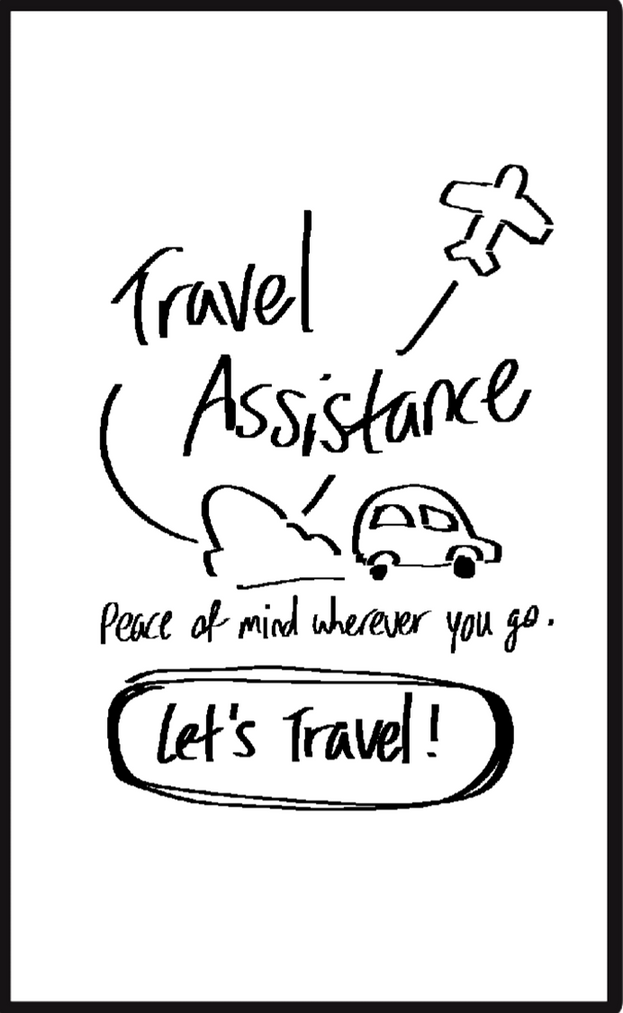 Travel
Assistance
Peace of mind wherever you go.
Let's Travel!